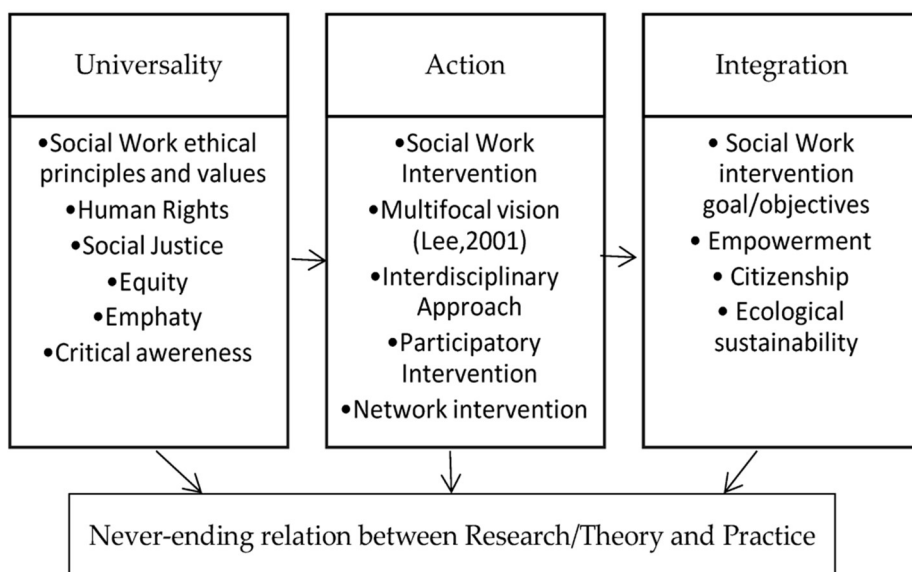 Universality
•Social Work ethical
principles and values
•Human Rights
•Social Justice
•Equity
•Emphaty
•Critical awereness
Action
•Social Work
Intervention
•Multifocal vision
(Lee,2001)
•Interdisciplinary
Approach
•Participatory
Intervention
•Network intervention
Integration
• Social Work
intervention
goal/objectives
• Empowerment
• Citizenship
• Ecological
sustainability
Never-ending relation between Research/Theory and Practice